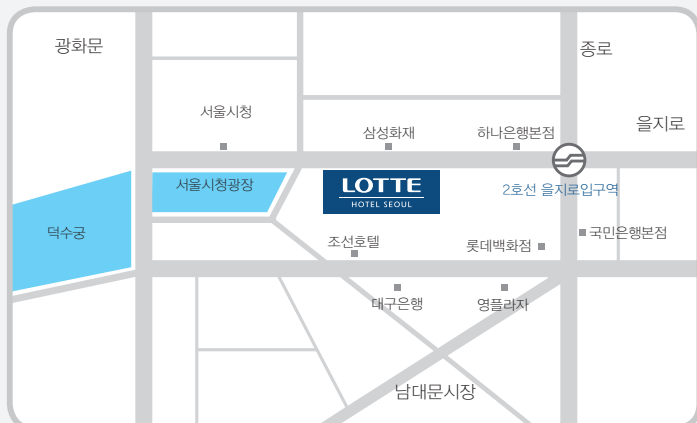 광화문
종로
서울시청
을지로
삼성화재
하나은행본점
서울시청광장
LOTTE
HOTEL SEOUL
2호선 을지로입구역
덕수궁
조선호텔
롯데백화점
국민은행본점
대구은행
영플라자
남대문시장